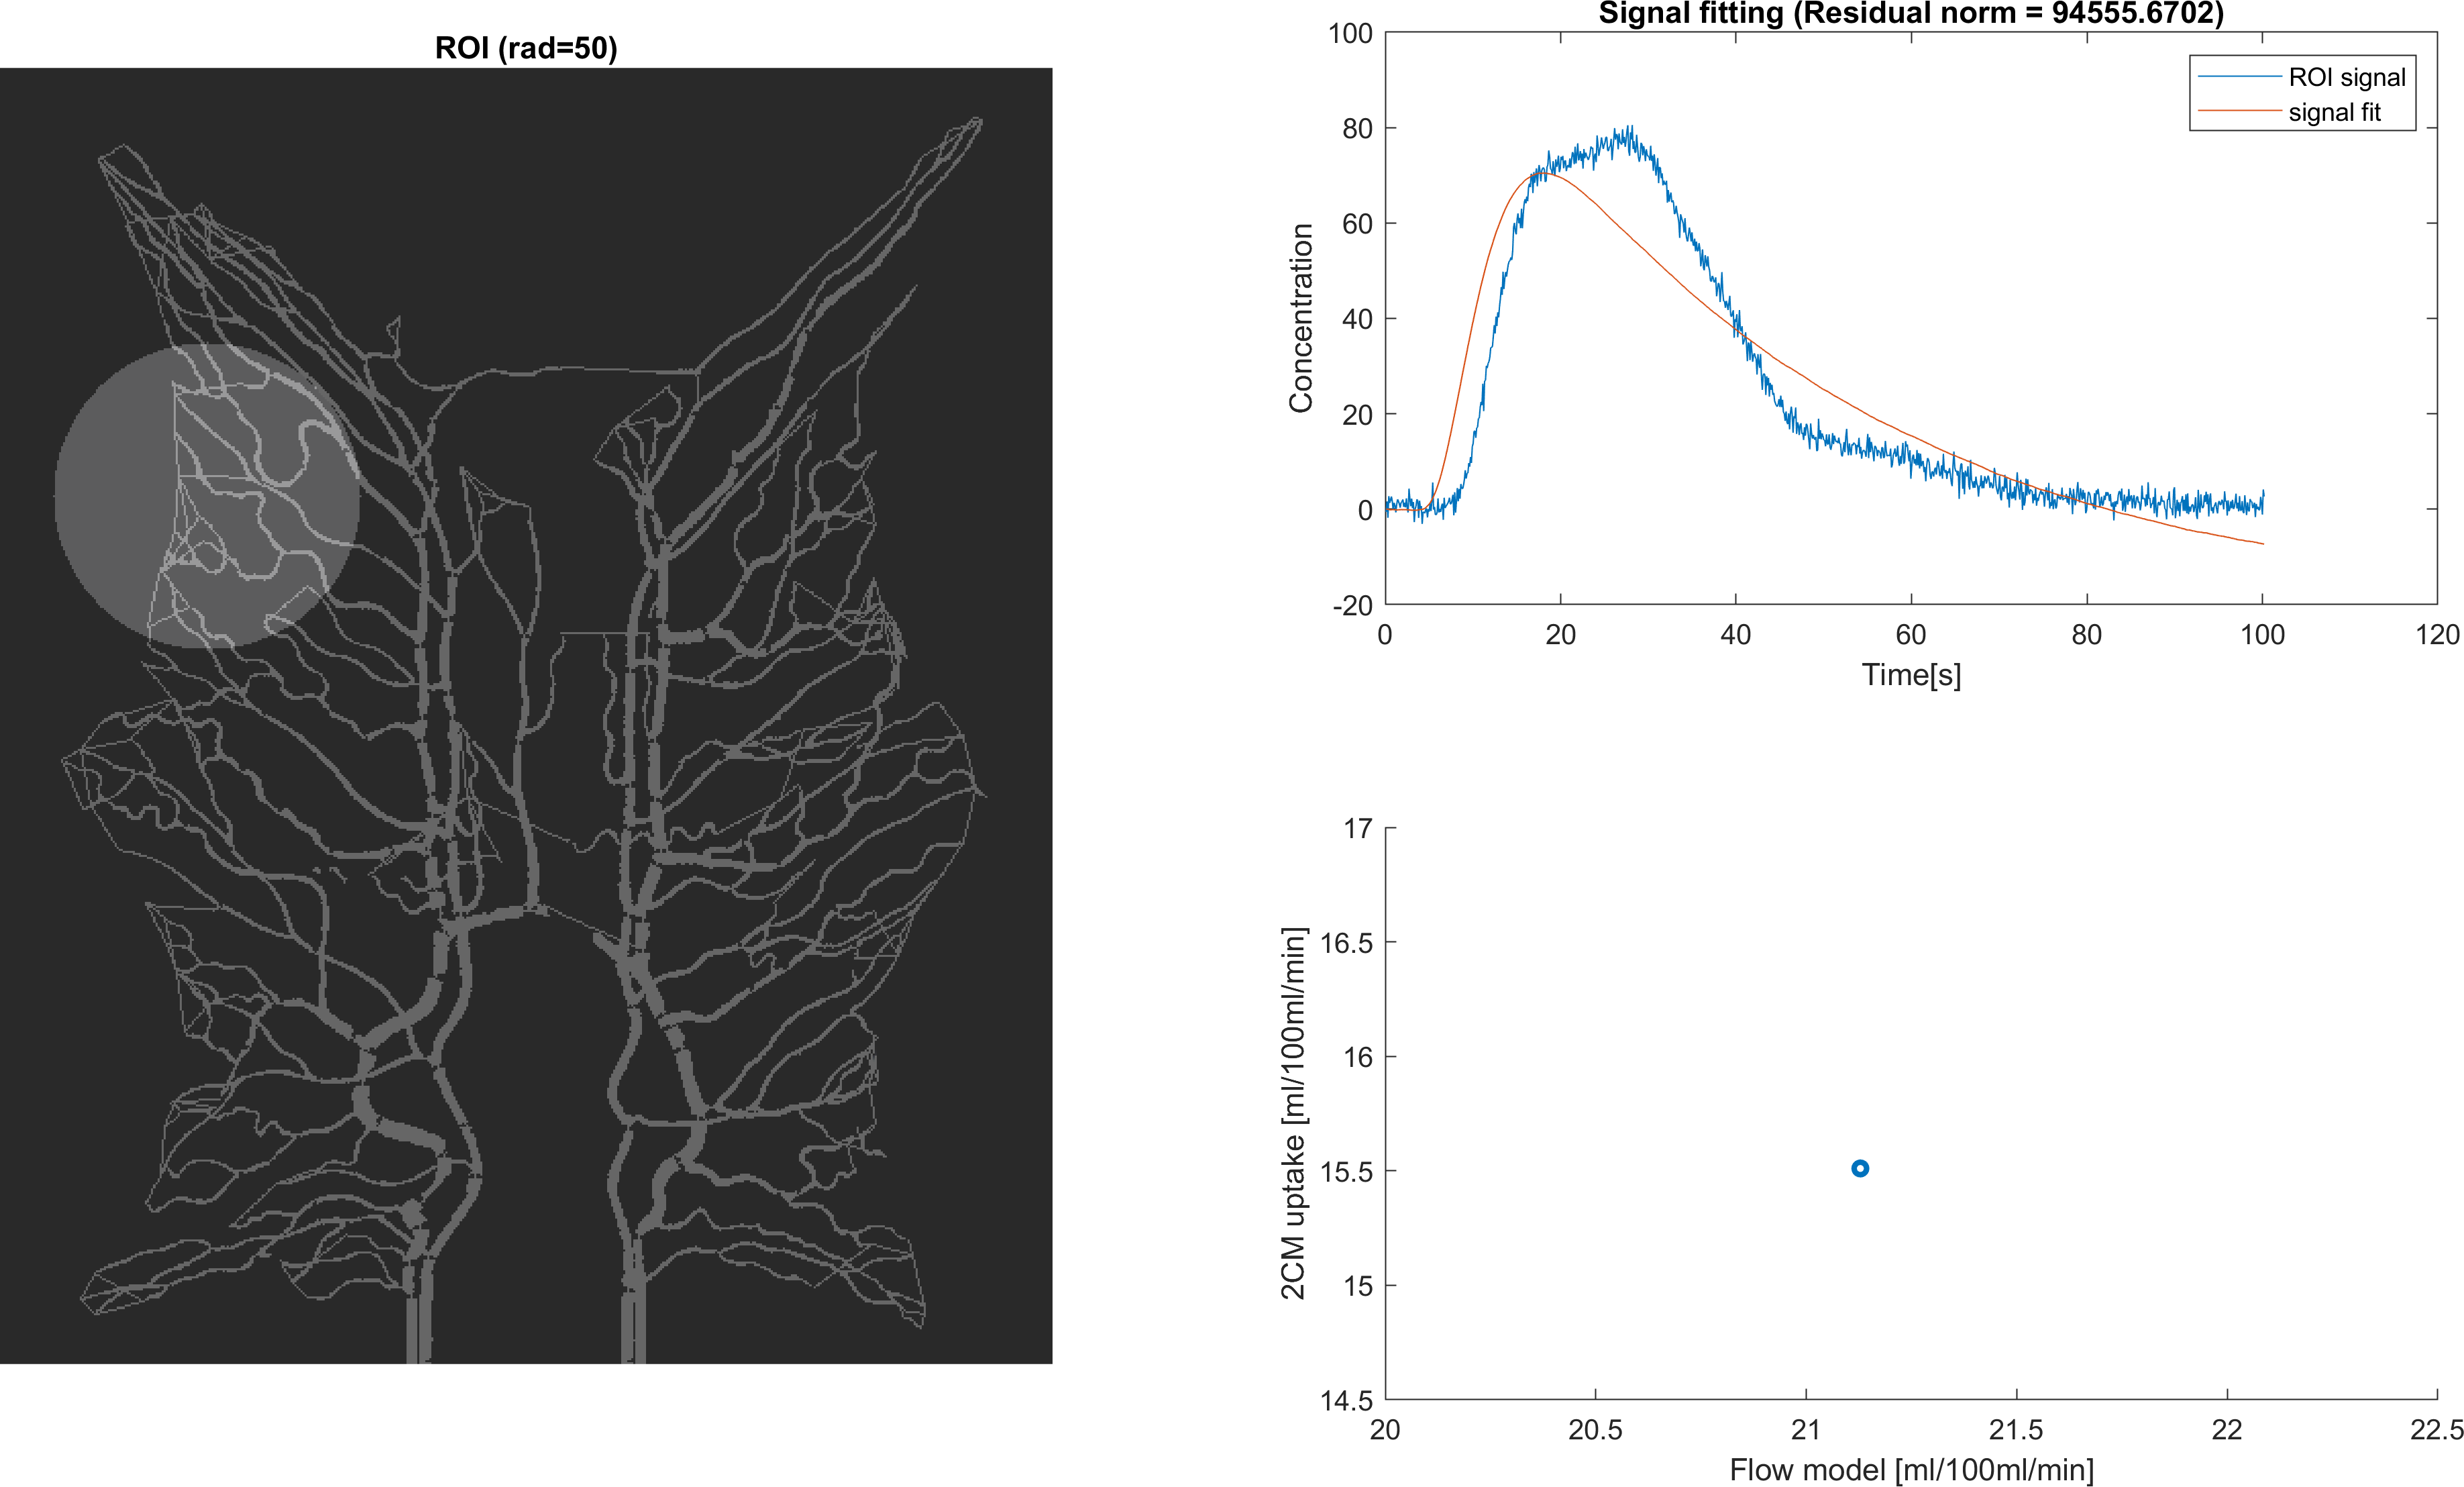 ROI (rad=50)
Signal fitting (Residual norm = 94555.6702)
100
80
60
40
20
0
-20
0 20 40 60 80 100 120
Concentration
Time[s]
ROI signal
signal fit
17
16.5
16
15.5
15
14.5
20 20.5 21 21.5 22 22.5
2CM uptake [ml/100ml/min]
Flow model [ml/100ml/min]